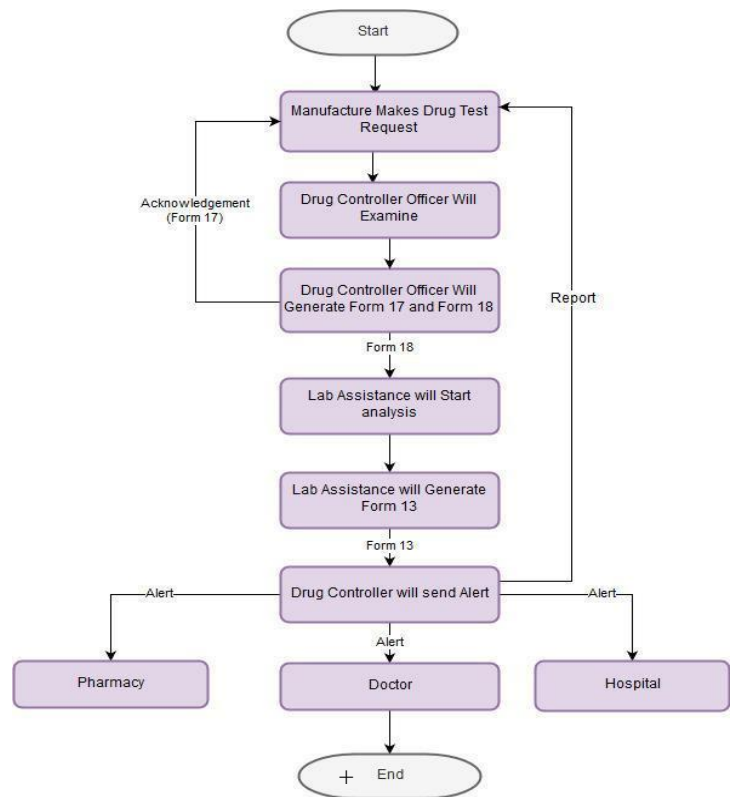 Start
Manufacture Makes Drug Test
Request
Acknowledgement
(Form 17)
Drug Controller Officer Will
Examine
Drug Controller Officer Will
Generate Form 17 and Form 18
Report
Form 18
Lab Assistance will Start
analysis
Lab Assistance will Generate
Form 13
Form 13
Drug Controller will send Alert
Alert
Alert
Alert
Pharmacy
Doctor
Hospital
End